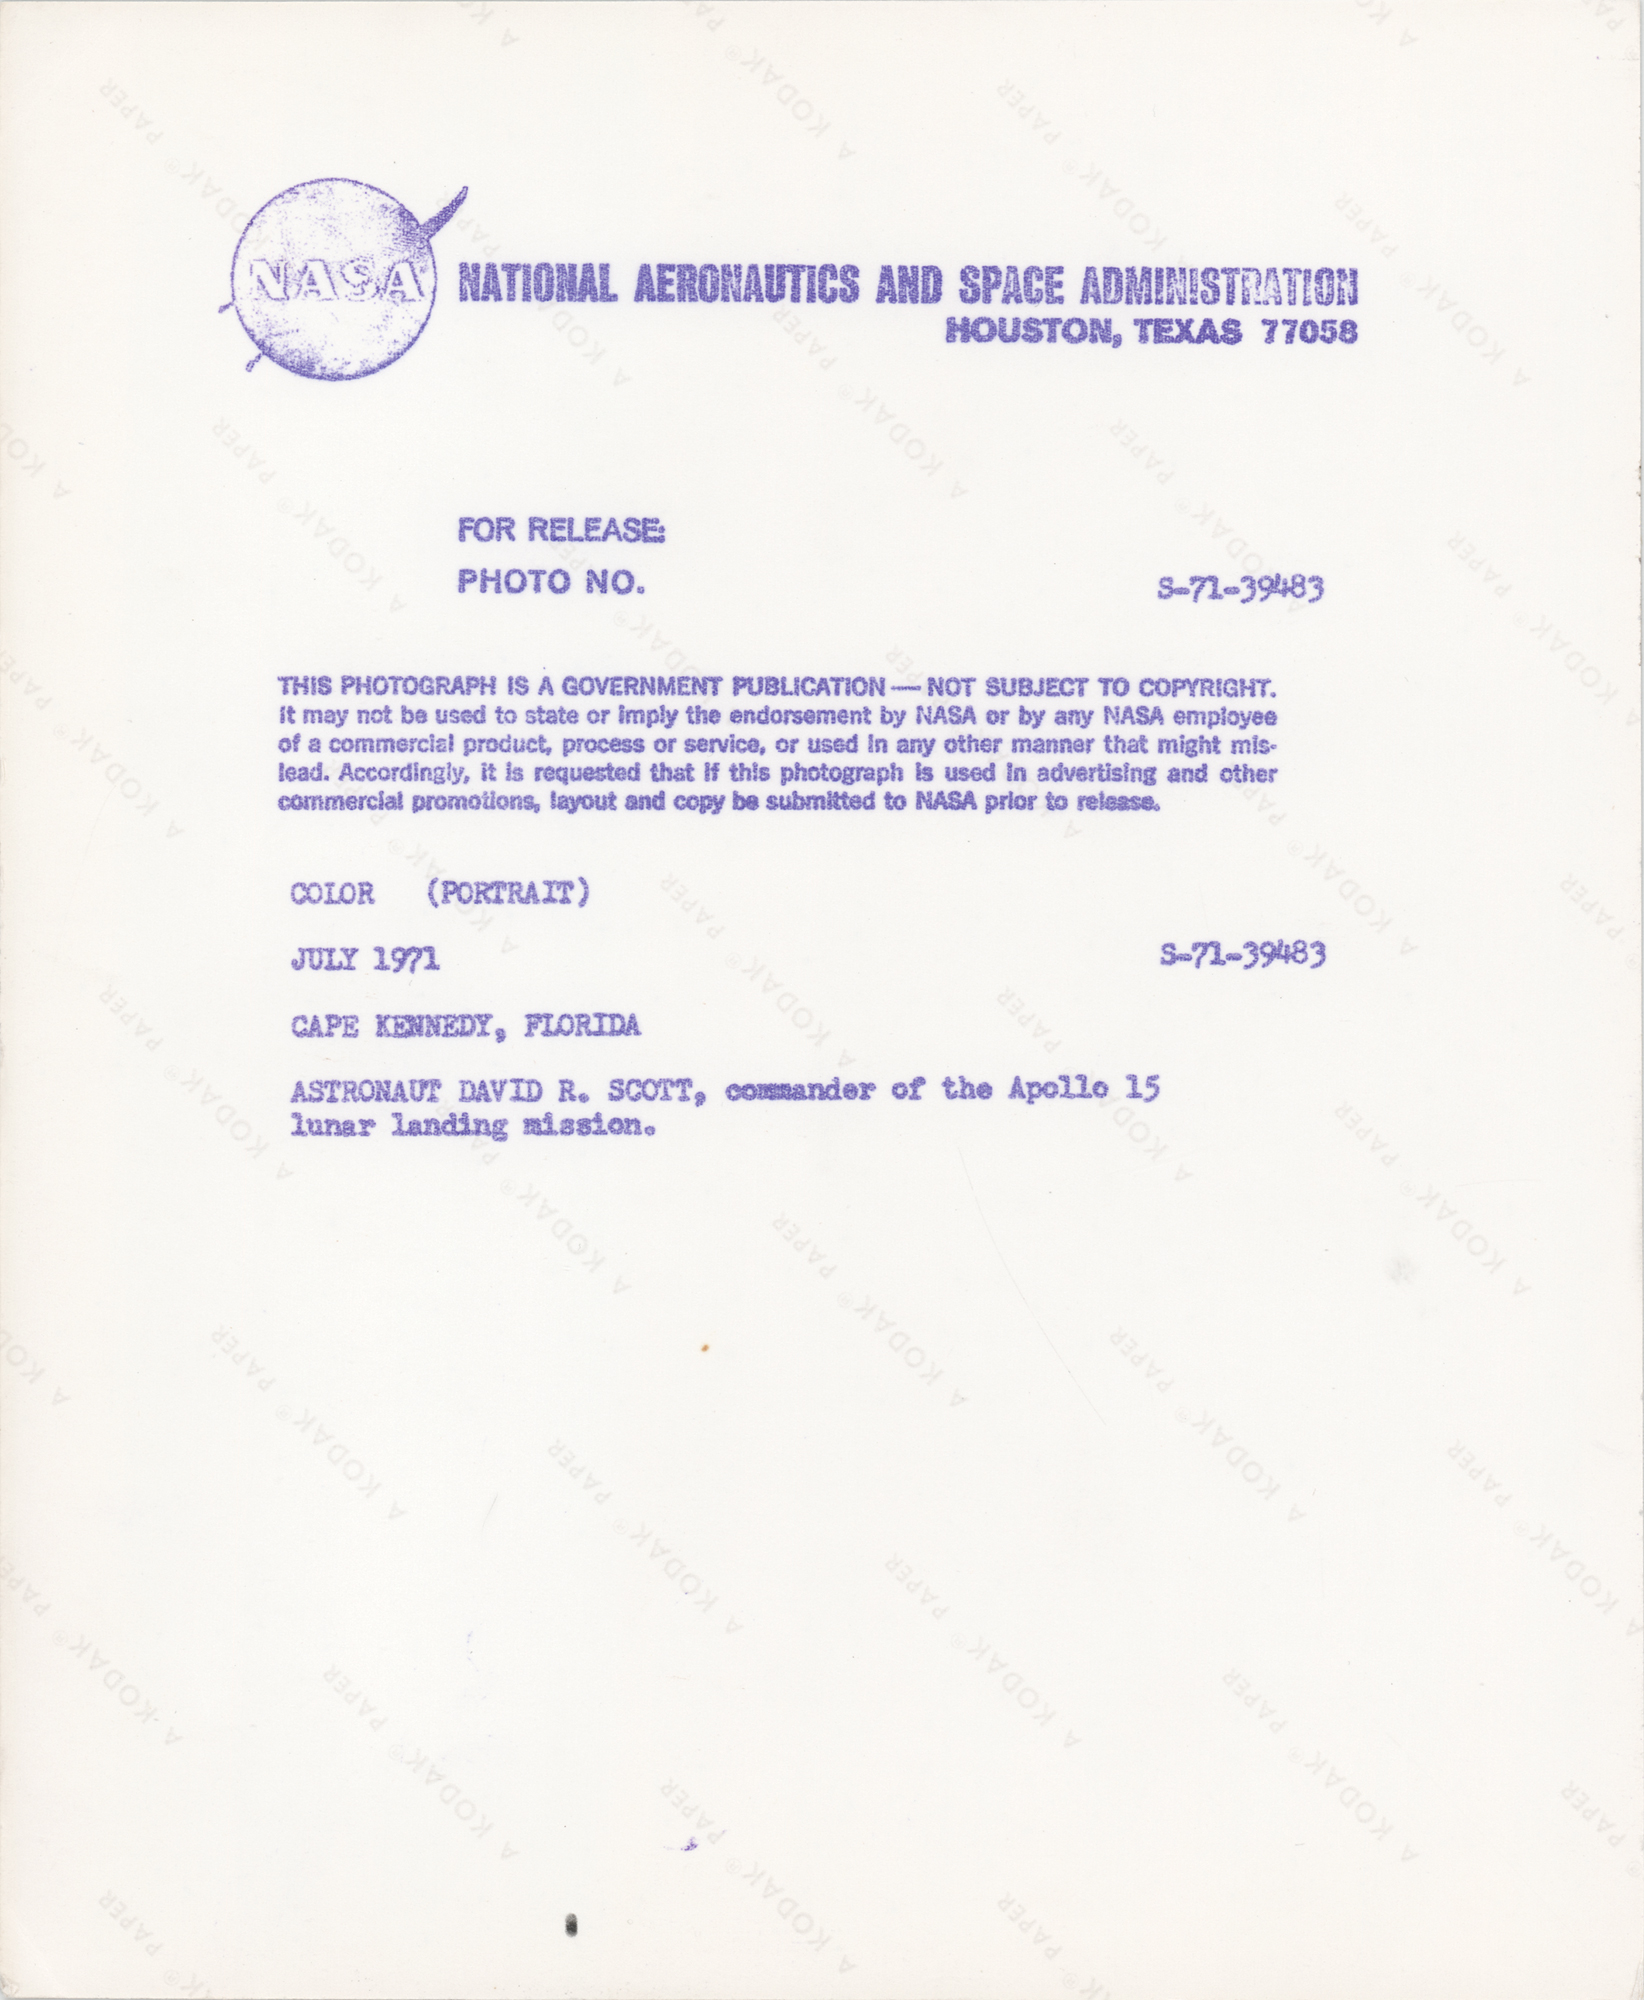 NASA
NATIONAL AERONAUTICS AND SPACE ADMINISTRATION
HOUSTON, TEXAS 77058
FOR RELEASE:
PHOTO NO.
S-71-39483
THIS PHOTOGRAPH IS A GOVERNMENT PUBLICATION — NOT SUBJECT TO COPYRIGHT.
It may not be used to state or imply the endorsement by NASA or by any NASA employee
of a commercial product, process or service, or used in any other manner that might mis-
lead. Accordingly, it is requested that if this photograph is used in advertising and other
commercial promotions, layout and copy be submitted to NASA prior to release.
COLOR (PORTRAIT)
JULY 1971
S-71-39483
CAPE KENNEDY, FLORIDA
ASTRONAUT DAVID R. SCOTT, commander of the Apollo 15
lunar landing mission.
A KODAK® PAPER